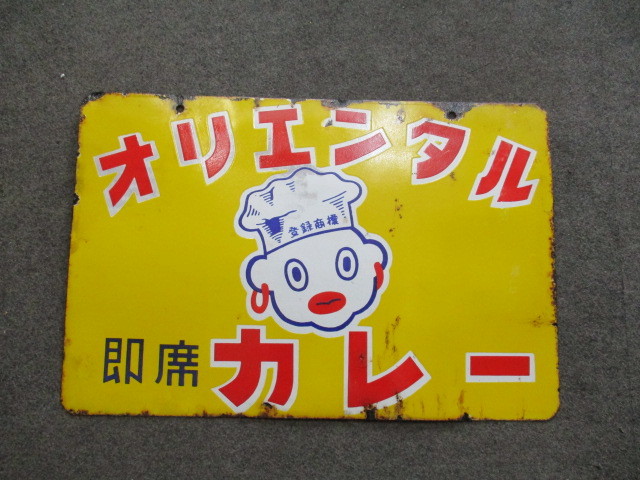 オリエンタル
登録商標
即席カレー